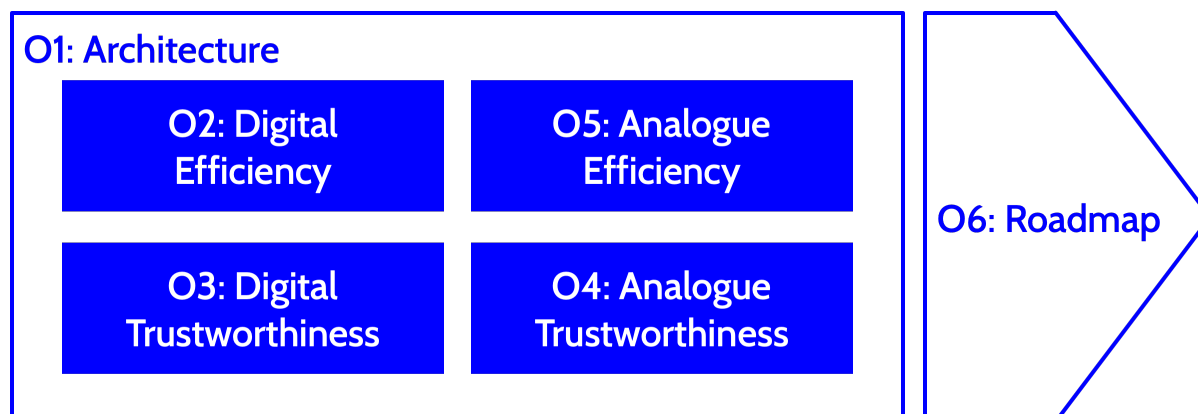 O1: Architecture
O2: Digital
Efficiency
O5: Analogue
Efficiency
O3: Digital
Trustworthiness
O4: Analogue
Trustworthiness
O6: Roadmap